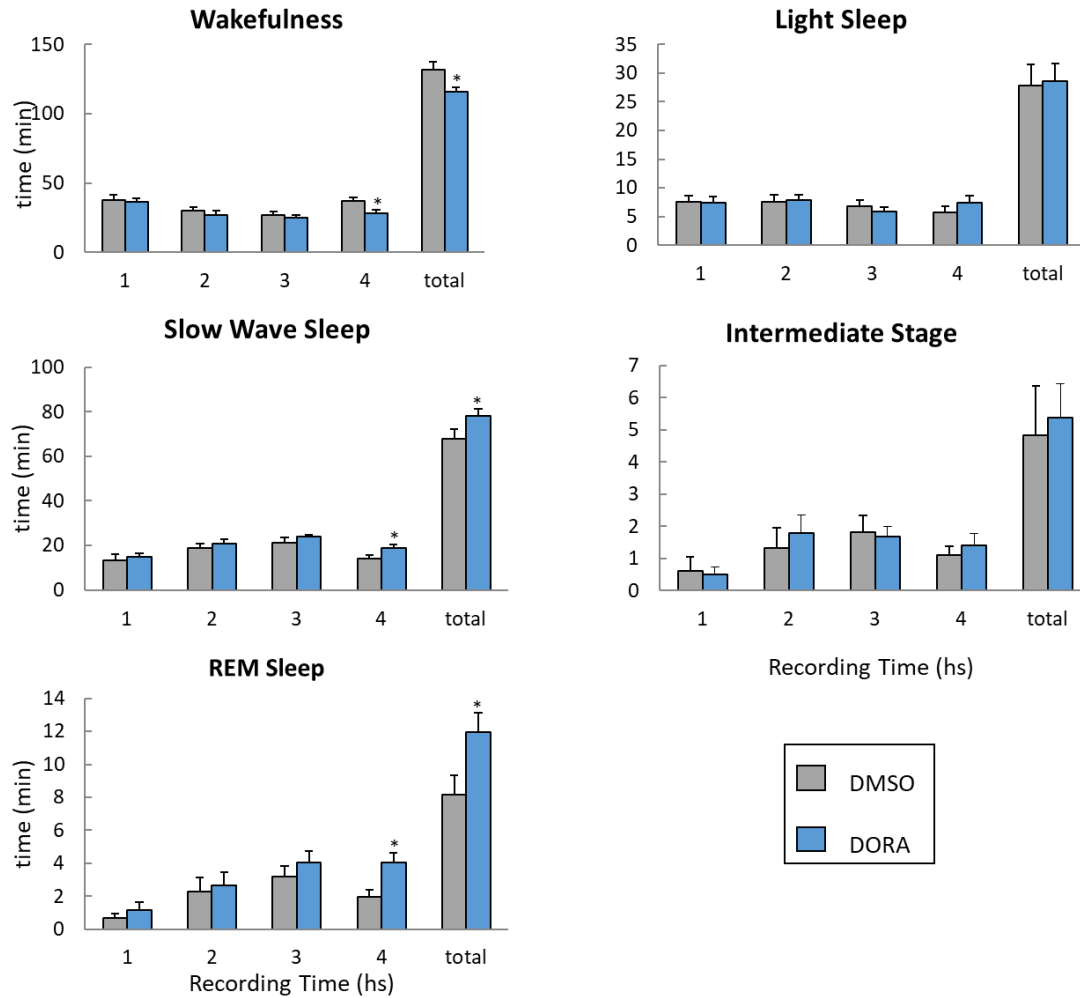 Wakefulness
150
100
50
0
time (min)
*
*
1 2 3 4 total
Light Sleep
35
30
25
20
15
10
5
0
1 2 3 4 total
Slow Wave Sleep
100
80
60
40
20
0
time (min)
*
*
1 2 3 4 total
Intermediate Stage
7
6
5
4
3
2
1
0
1 2 3 4 total
Recording Time (hs)
REM Sleep
14
12
10
8
6
4
2
0
time (min)
*
*
1 2 3 4 total
Recording Time (hs)
DMSO
DORA